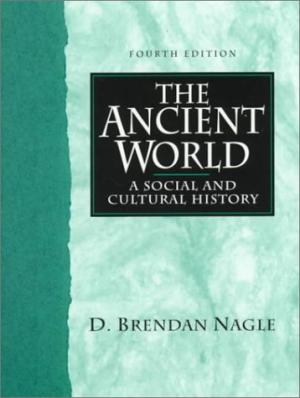 FOURTH EDITION
THE
ANCIENT
WORLD
A SOCIAL AND
CULTURAL HISTORY
D. BRENDAN NAGLE